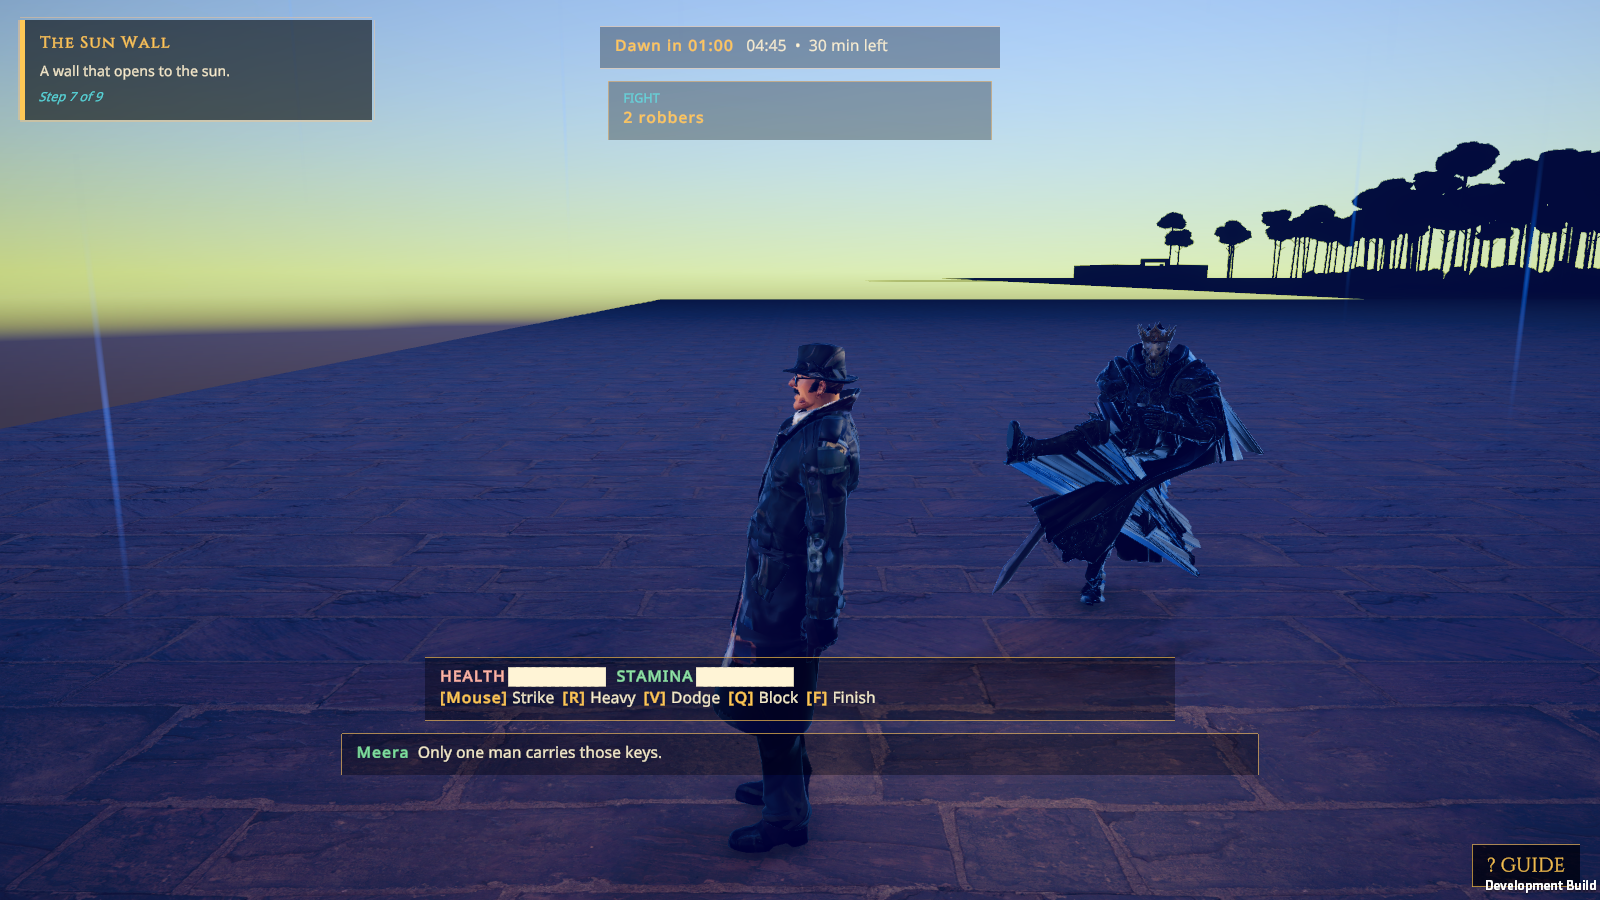 THE SUN WALL
A wall that opens to the sun.
Step 7 of 9
Dawn in 01:00 04:45 • 30 min left
FIGHT
2 robbers
HEALTH STAMINA
[Mouse] Strike [R] Heavy [V] Dodge [Q] Block [F] Finish
Meera Only one man carries those keys.
? GUIDE
Development Build